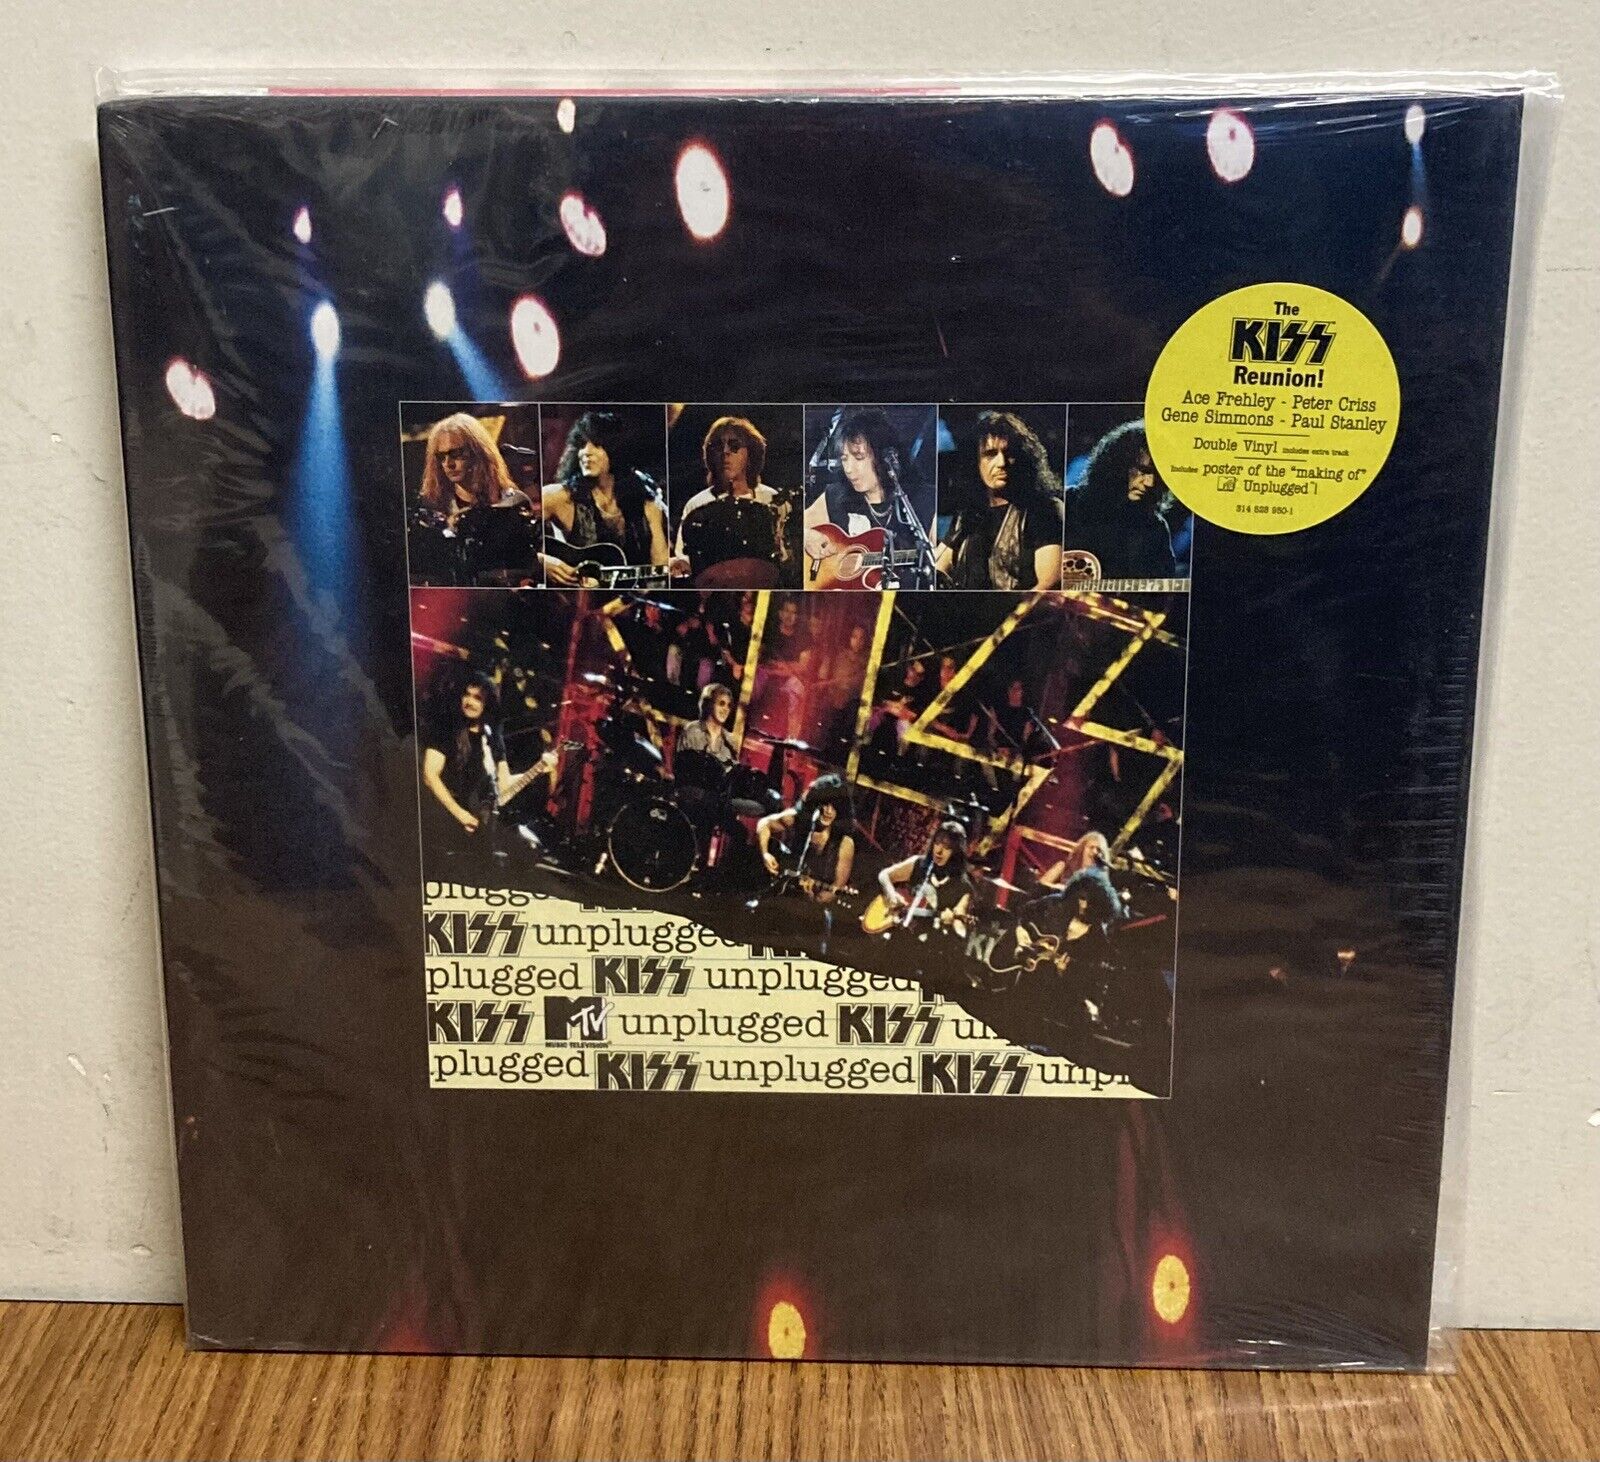 The
KISS
Reunion!
Ace Frehley - Peter Criss
Gene Simmons - Paul Stanley
Double Vinyl includes extra track
Includes poster of the "making of"
Unplugged"!
314 528 950-1
plugge
KISS unplugged
plugged KISS unplugged
KISS MTV unplugged KISS un
MUSIC TELEVISION®
plugged KISS unplugged KISS unp